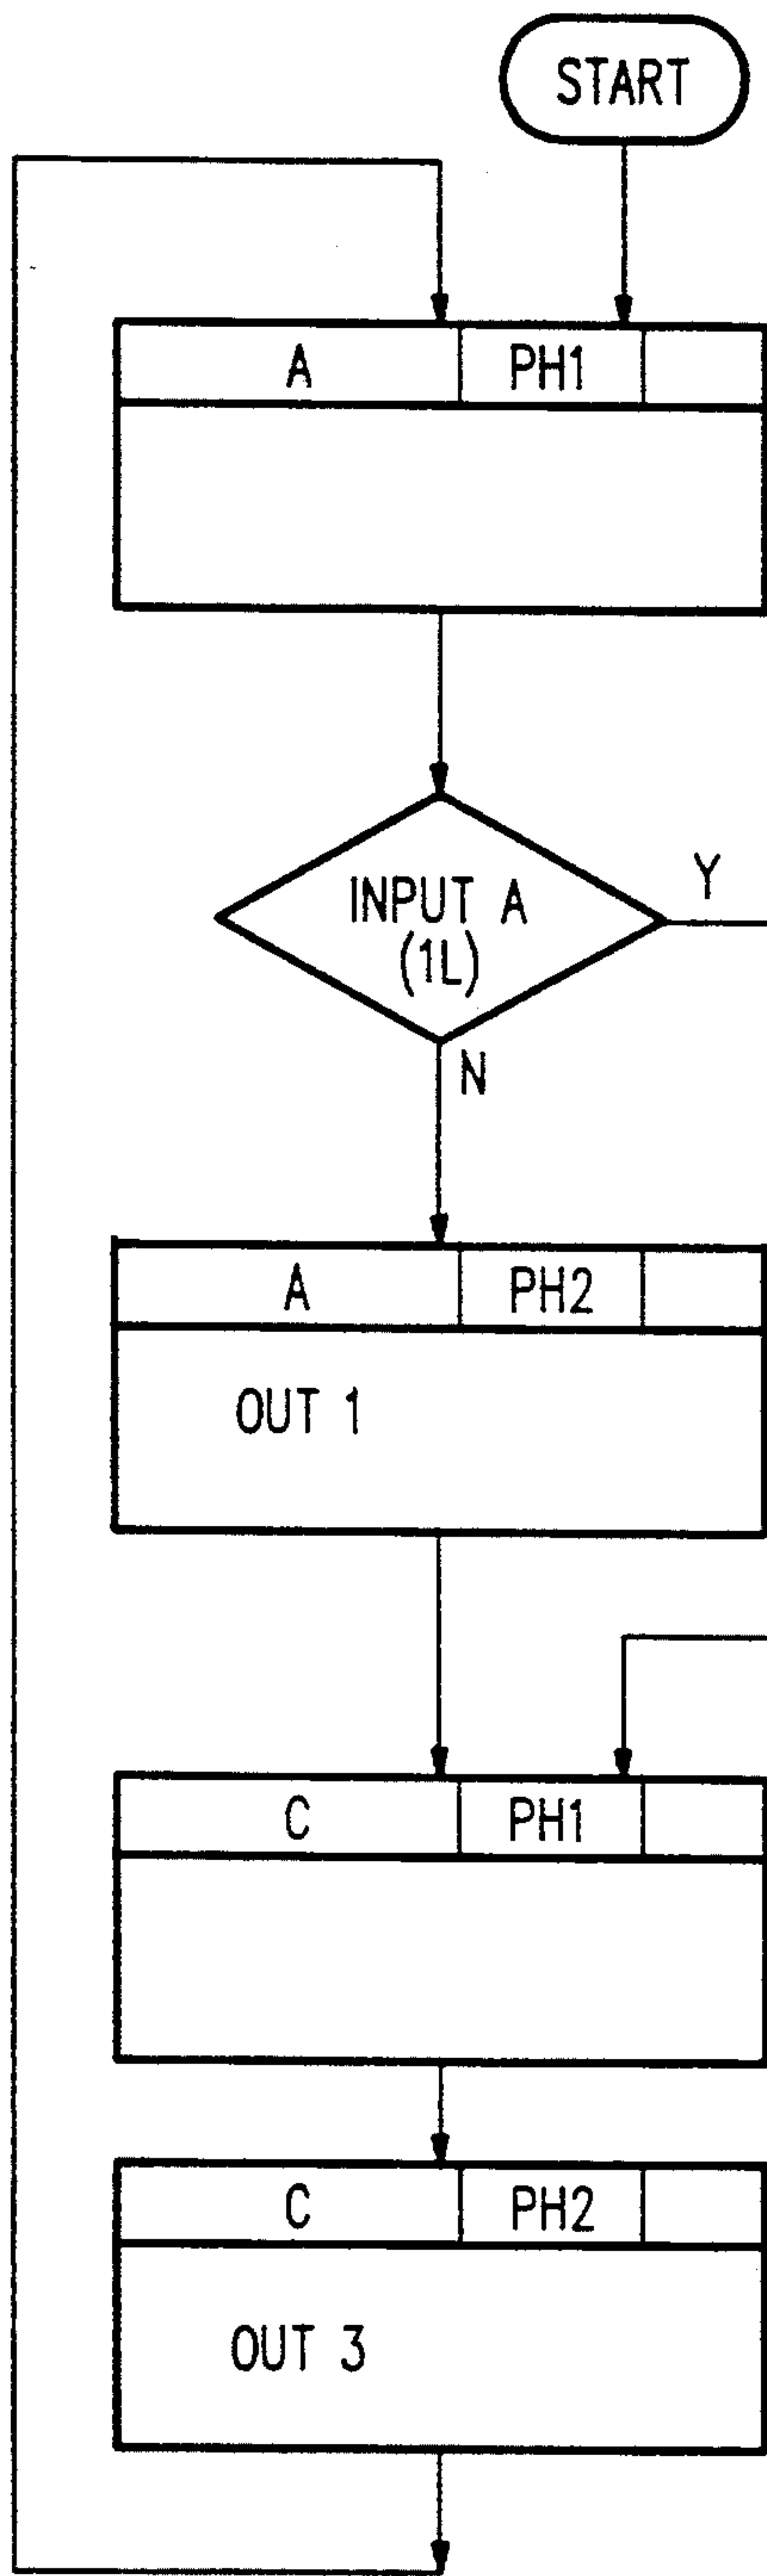 START
A PH1
INPUT A
(1L)
Y
N
A PH2
OUT 1
C PH1
C PH2
OUT 3